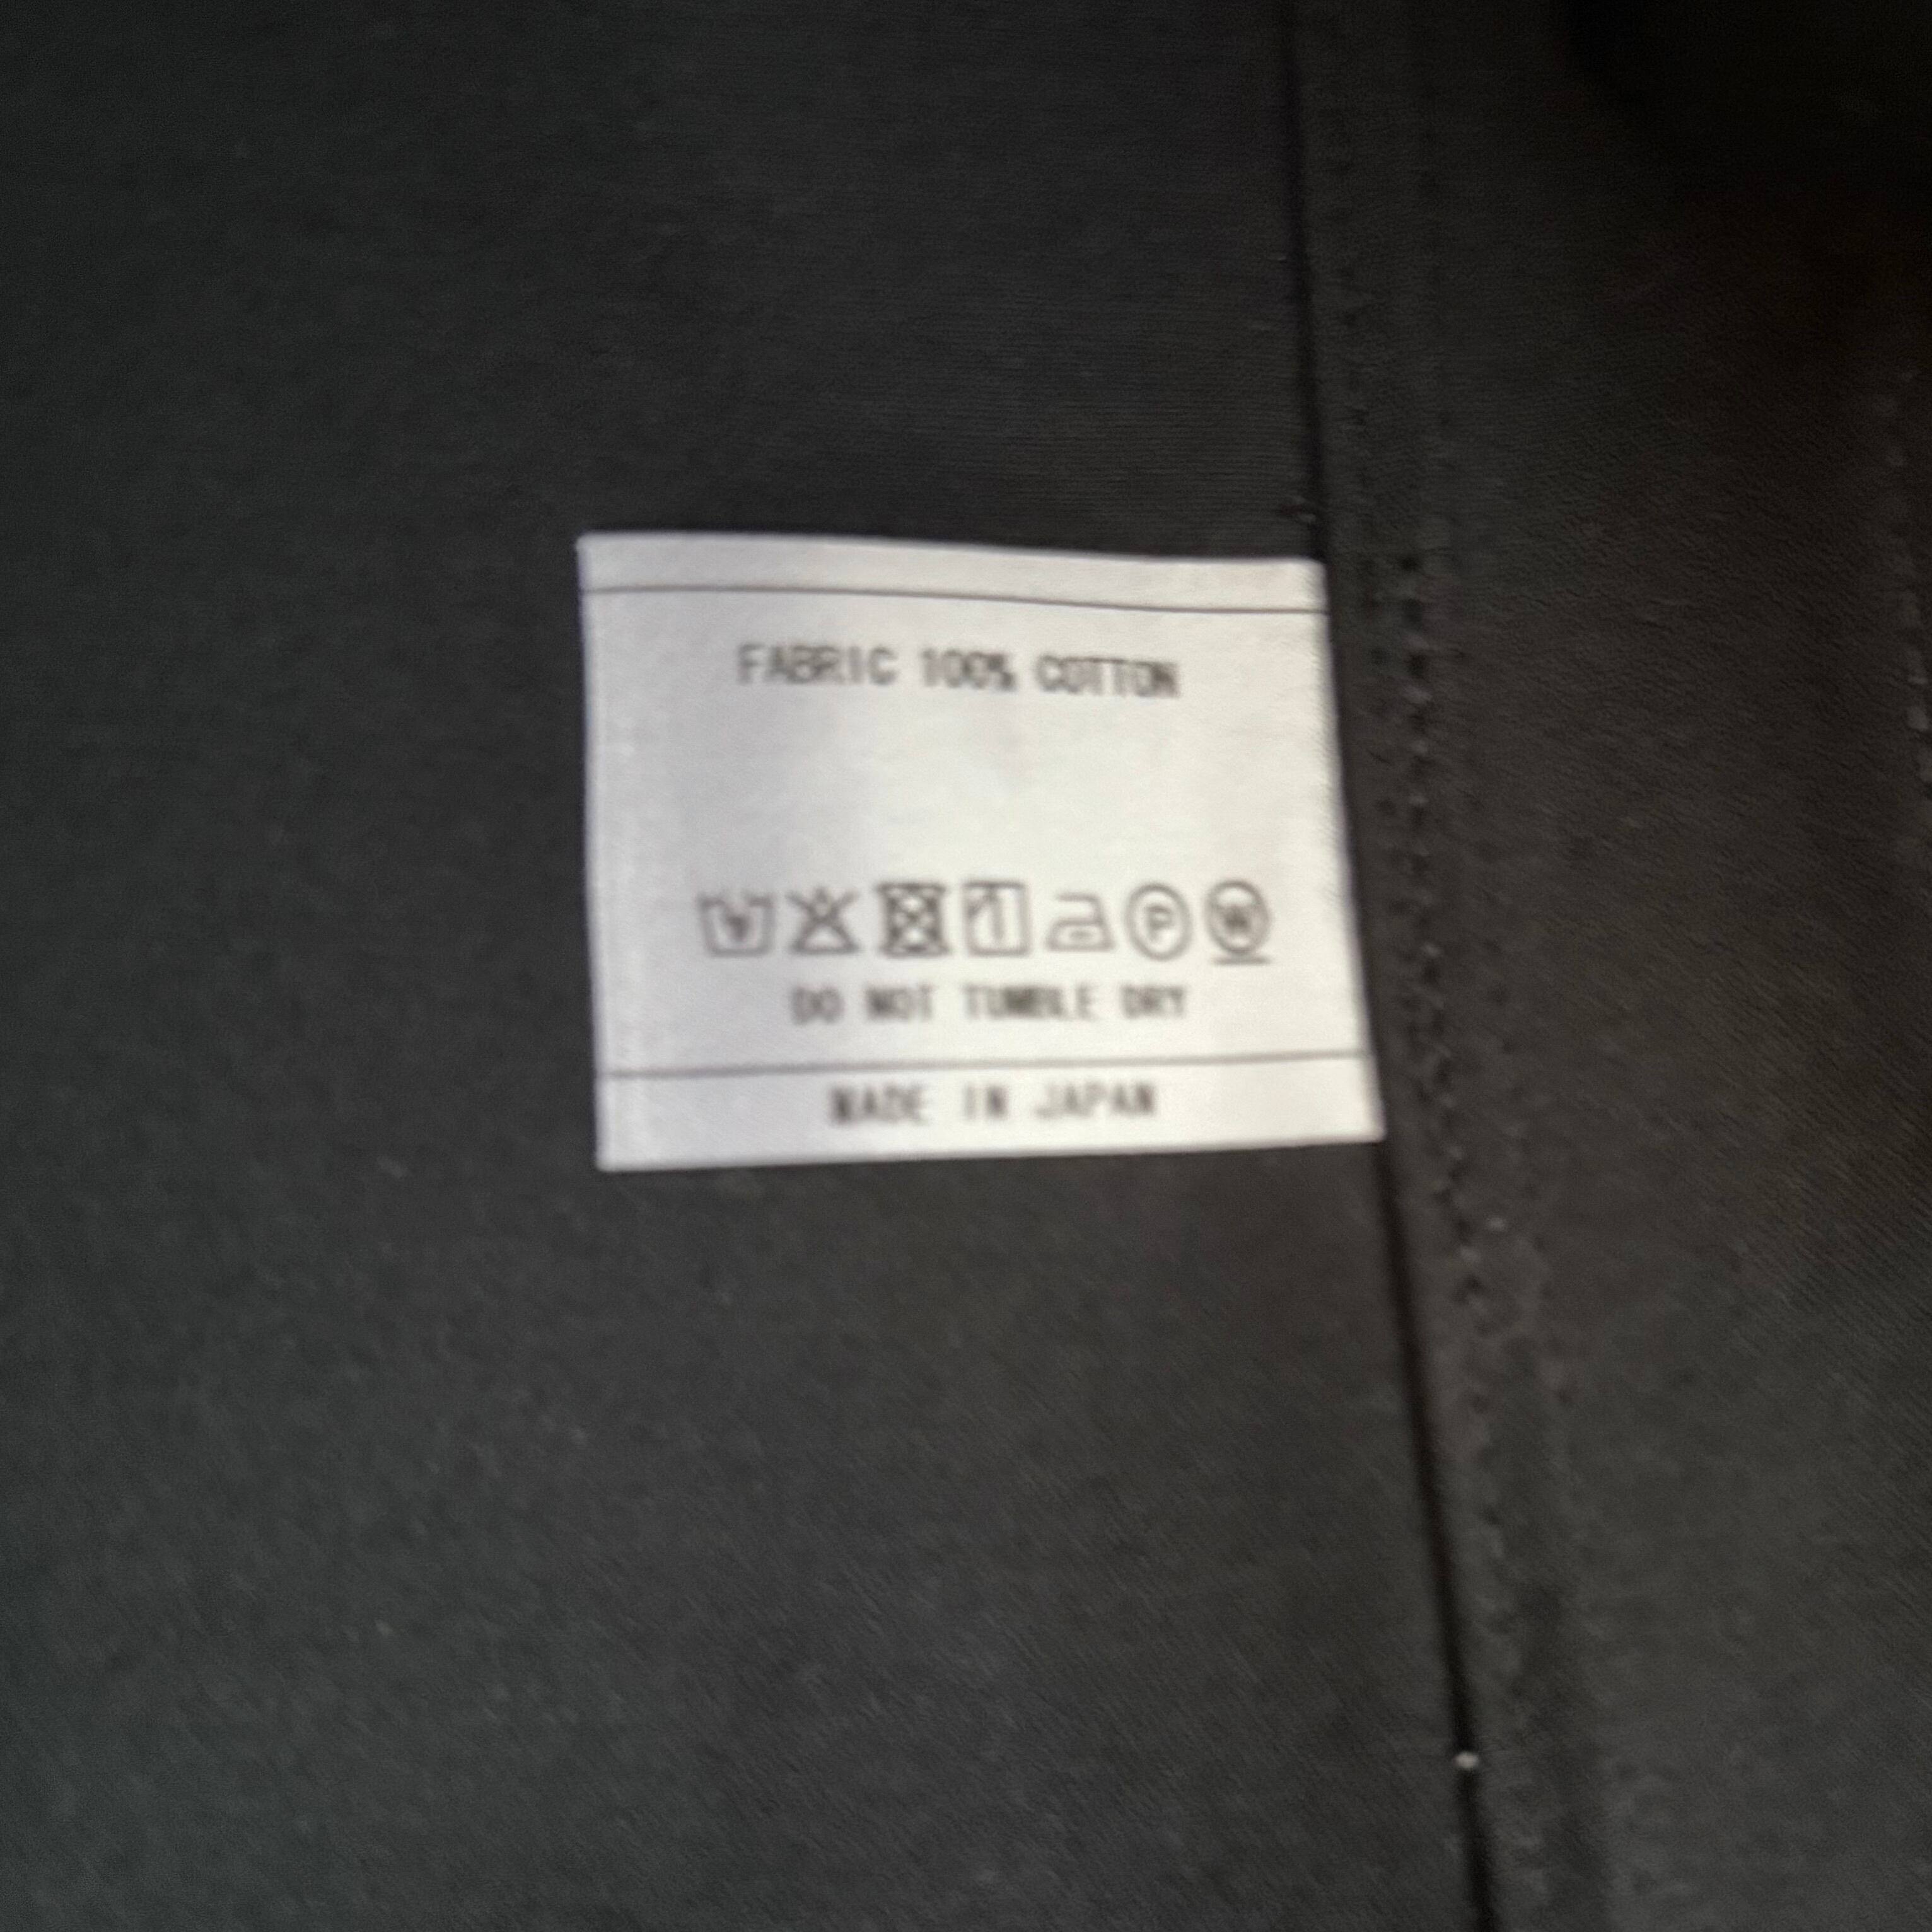 FABRIC 100% COTTON
P W
DO NOT TUMBLE DRY
MADE IN JAPAN